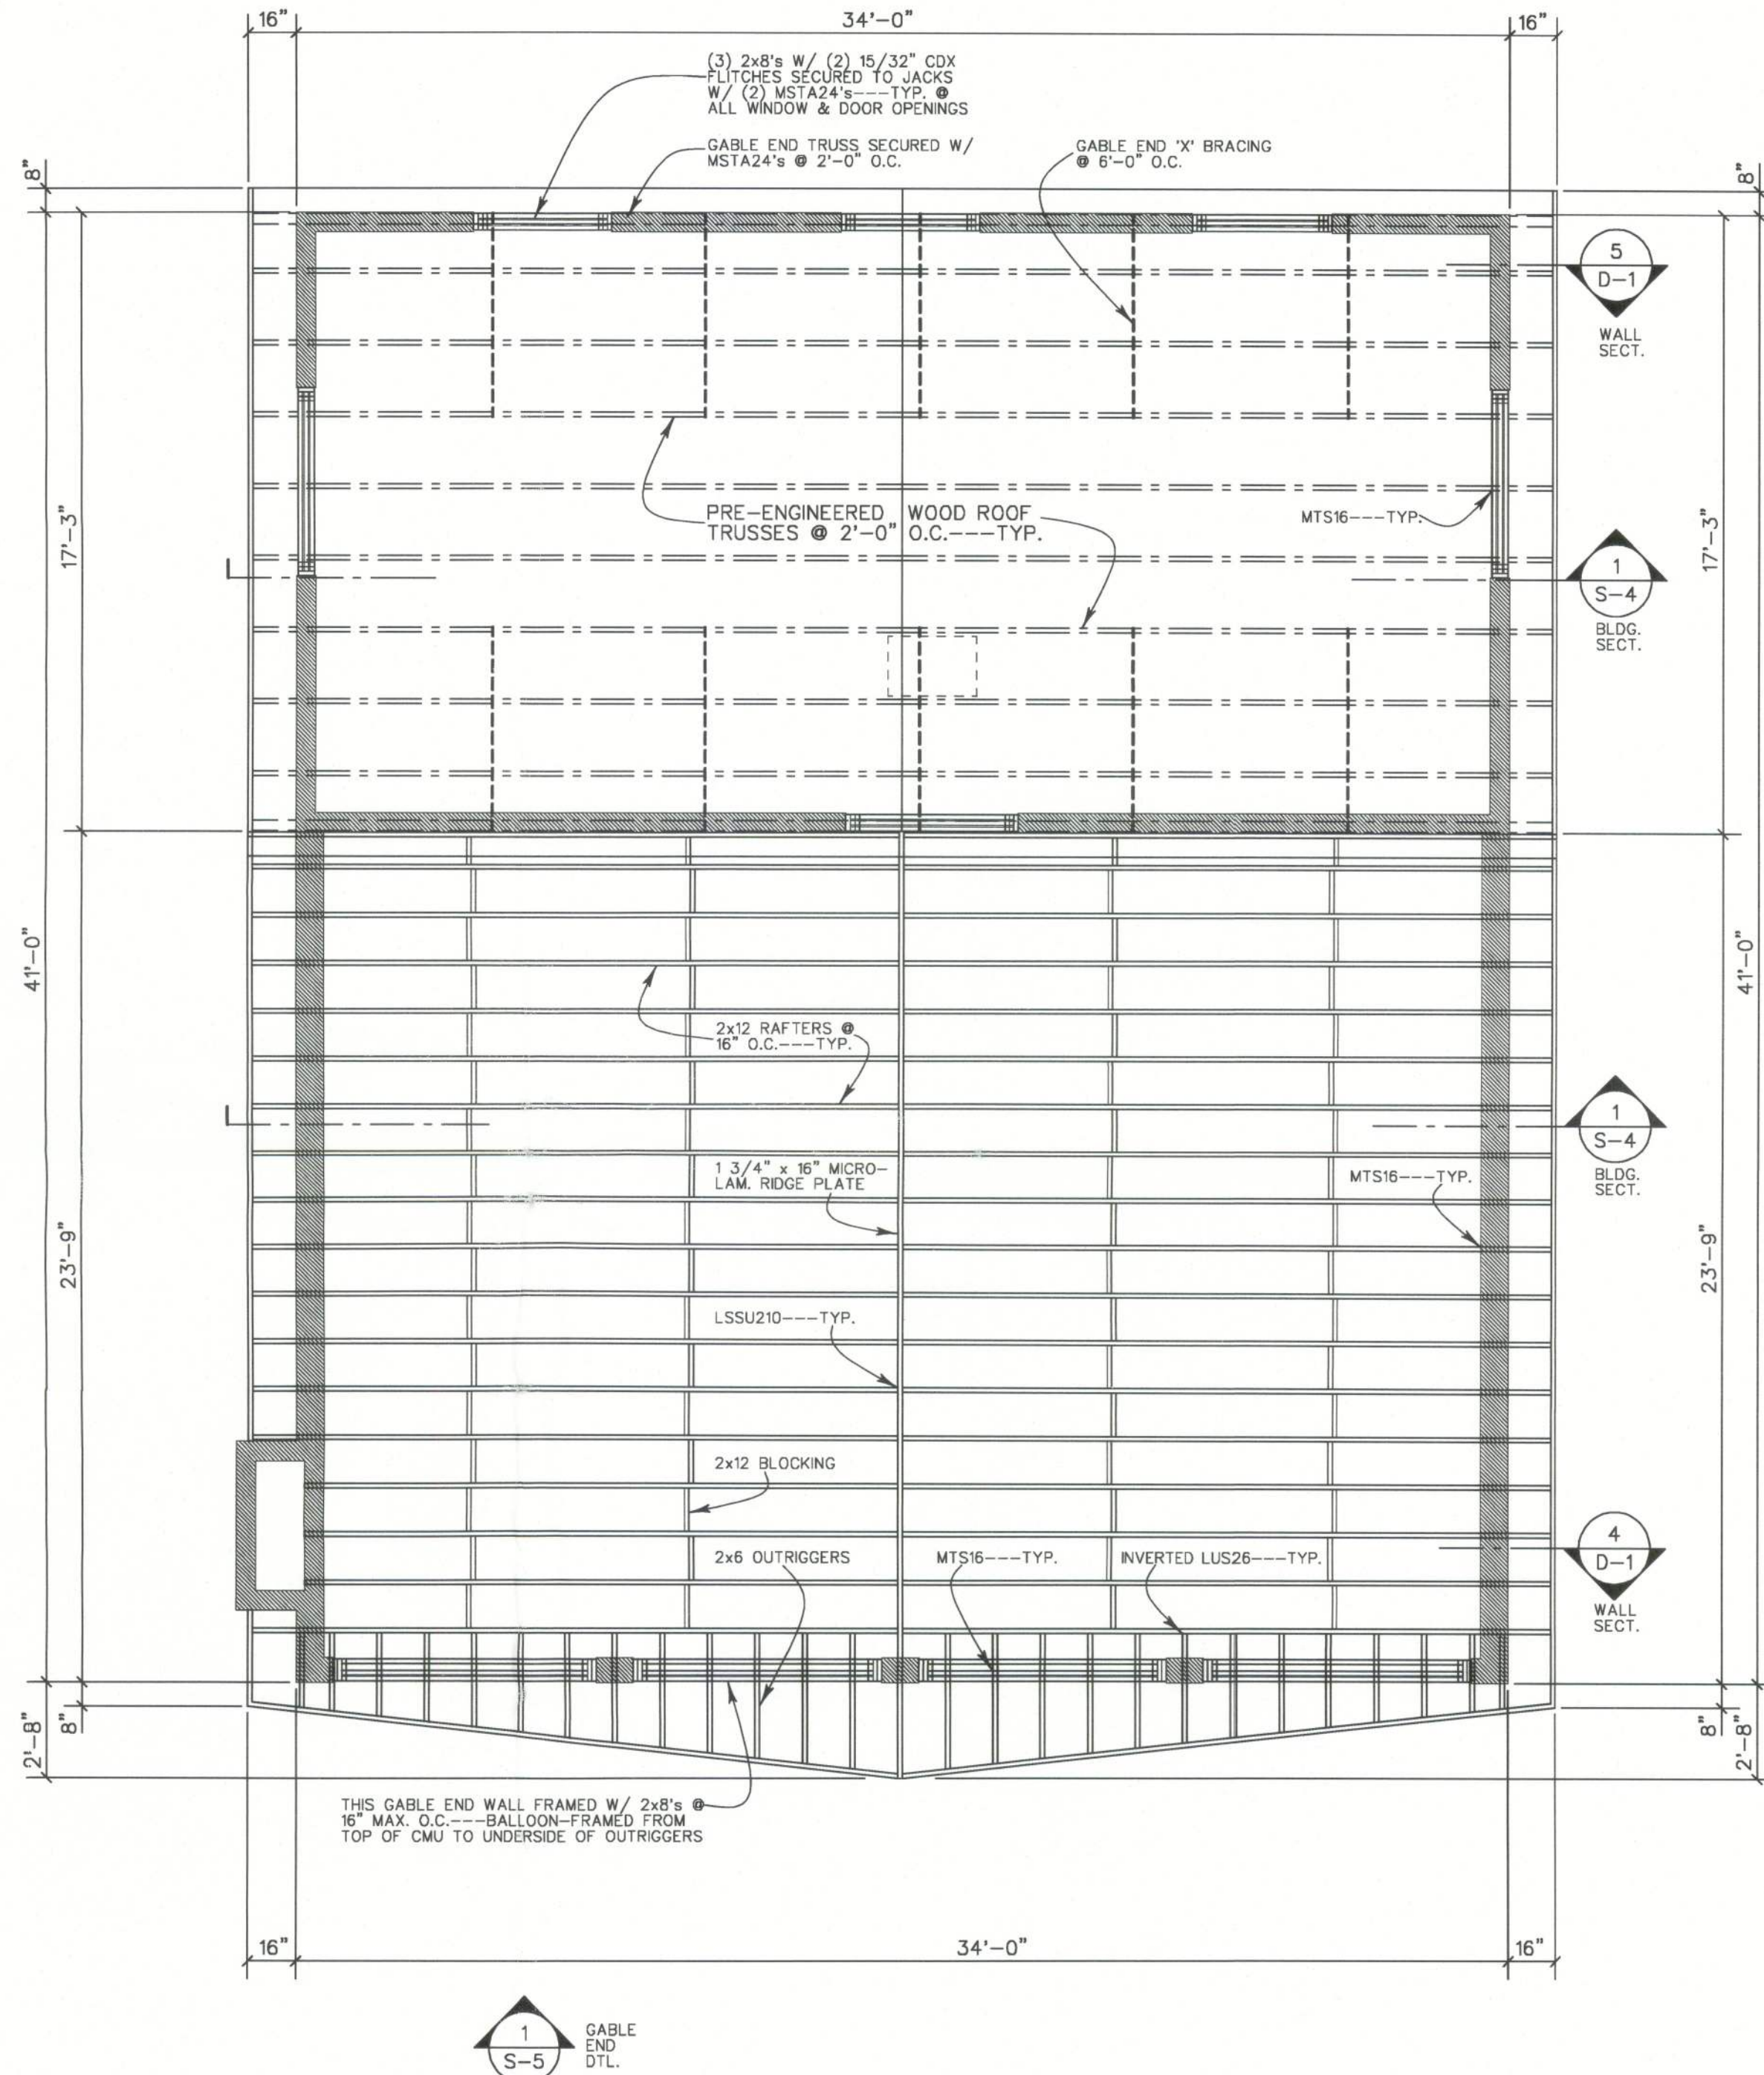 16"
34'-0"
16"
(3) 2x8's W/ (2) 15/32" CDX
FLITCHES SECURED TO JACKS
W/ (2) MSTA24's---TYP. @
ALL WINDOW & DOOR OPENINGS
GABLE END TRUSS SECURED W/
MSTA24's @ 2'-0" O.C.
GABLE END 'X' BRACING
@ 6'-0" O.C.
8"
8"
5
D-1
WALL
SECT.
17'-3"
PRE-ENGINEERED WOOD ROOF
TRUSSES @ 2'-0" O.C.---TYP.
MTS16---TYP.
17'-3"
1
S-4
BLDG.
SECT.
41'-0"
41'-0"
2x12 RAFTERS @
16" O.C.---TYP.
1
S-4
BLDG.
SECT.
1 3/4" x 16" MICRO-
LAM. RIDGE PLATE
MTS16---TYP.
23'-9"
23'-9"
LSSU210---TYP.
2x12 BLOCKING
2x6 OUTRIGGERS
MTS16---TYP.
INVERTED LUS26---TYP.
4
D-1
WALL
SECT.
2'-8"
8"
8"
2'-8"
THIS GABLE END WALL FRAMED W/ 2x8's @
16" MAX. O.C.---BALLOON-FRAMED FROM
TOP OF CMU TO UNDERSIDE OF OUTRIGGERS
16"
34'-0"
16"
1
S-5
GABLE
END
DTL.